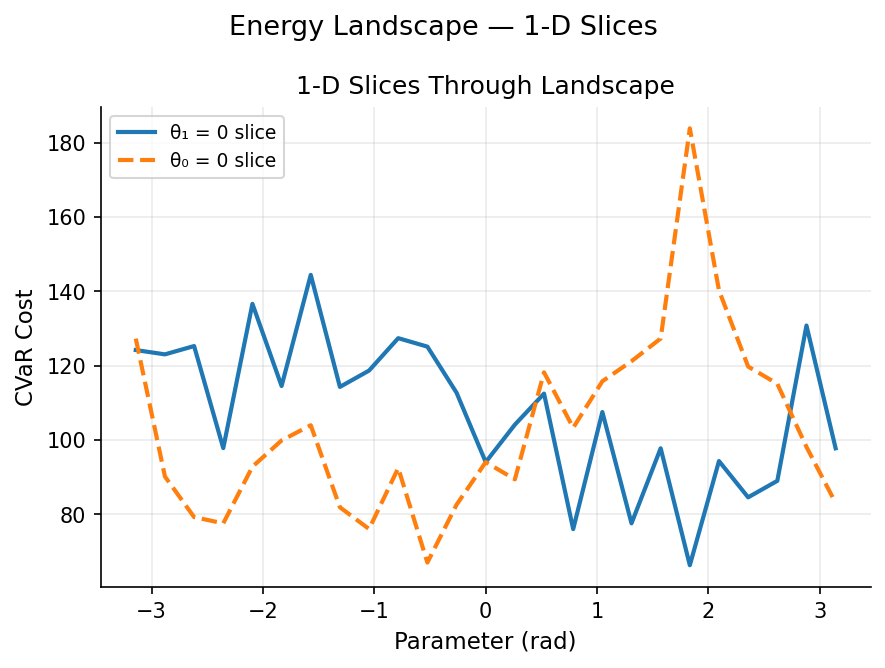 Energy Landscape — 1-D Slices
1-D Slices Through Landscape
θ₁ = 0 slice
θ₀ = 0 slice
CVaR Cost
180
160
140
120
100
80
−3
−2
−1
0
1
2
3
Parameter (rad)